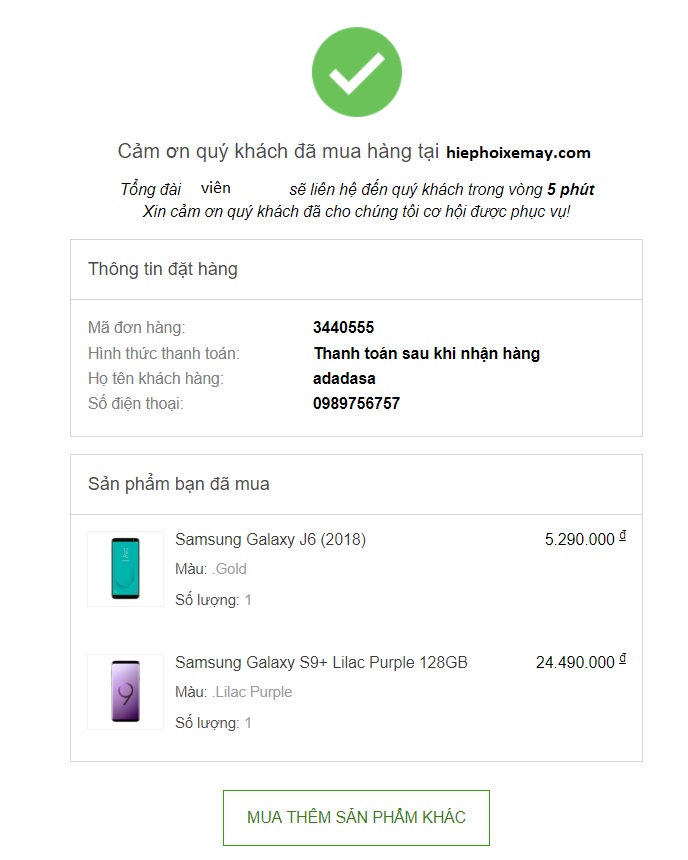 Cảm ơn quý khách đã mua hàng tại hiephoixemay.com
Tổng đài viên sẽ liên hệ đến quý khách trong vòng 5 phút
Xin cảm ơn quý khách đã cho chúng tôi cơ hội được phục vụ!
Thông tin đặt hàng
Mã đơn hàng: 3440555
Hình thức thanh toán: Thanh toán sau khi nhận hàng
Họ tên khách hàng: adadasa
Số điện thoại: 0989756757
Sản phẩm bạn đã mua
Samsung Galaxy J6 (2018) 5.290.000 ₫
Màu: .Gold
Số lượng: 1
Samsung Galaxy S9+ Lilac Purple 128GB 24.490.000 ₫
9
Màu: .Lilac Purple
Số lượng: 1
MUA THÊM SẢN PHẨM KHÁC